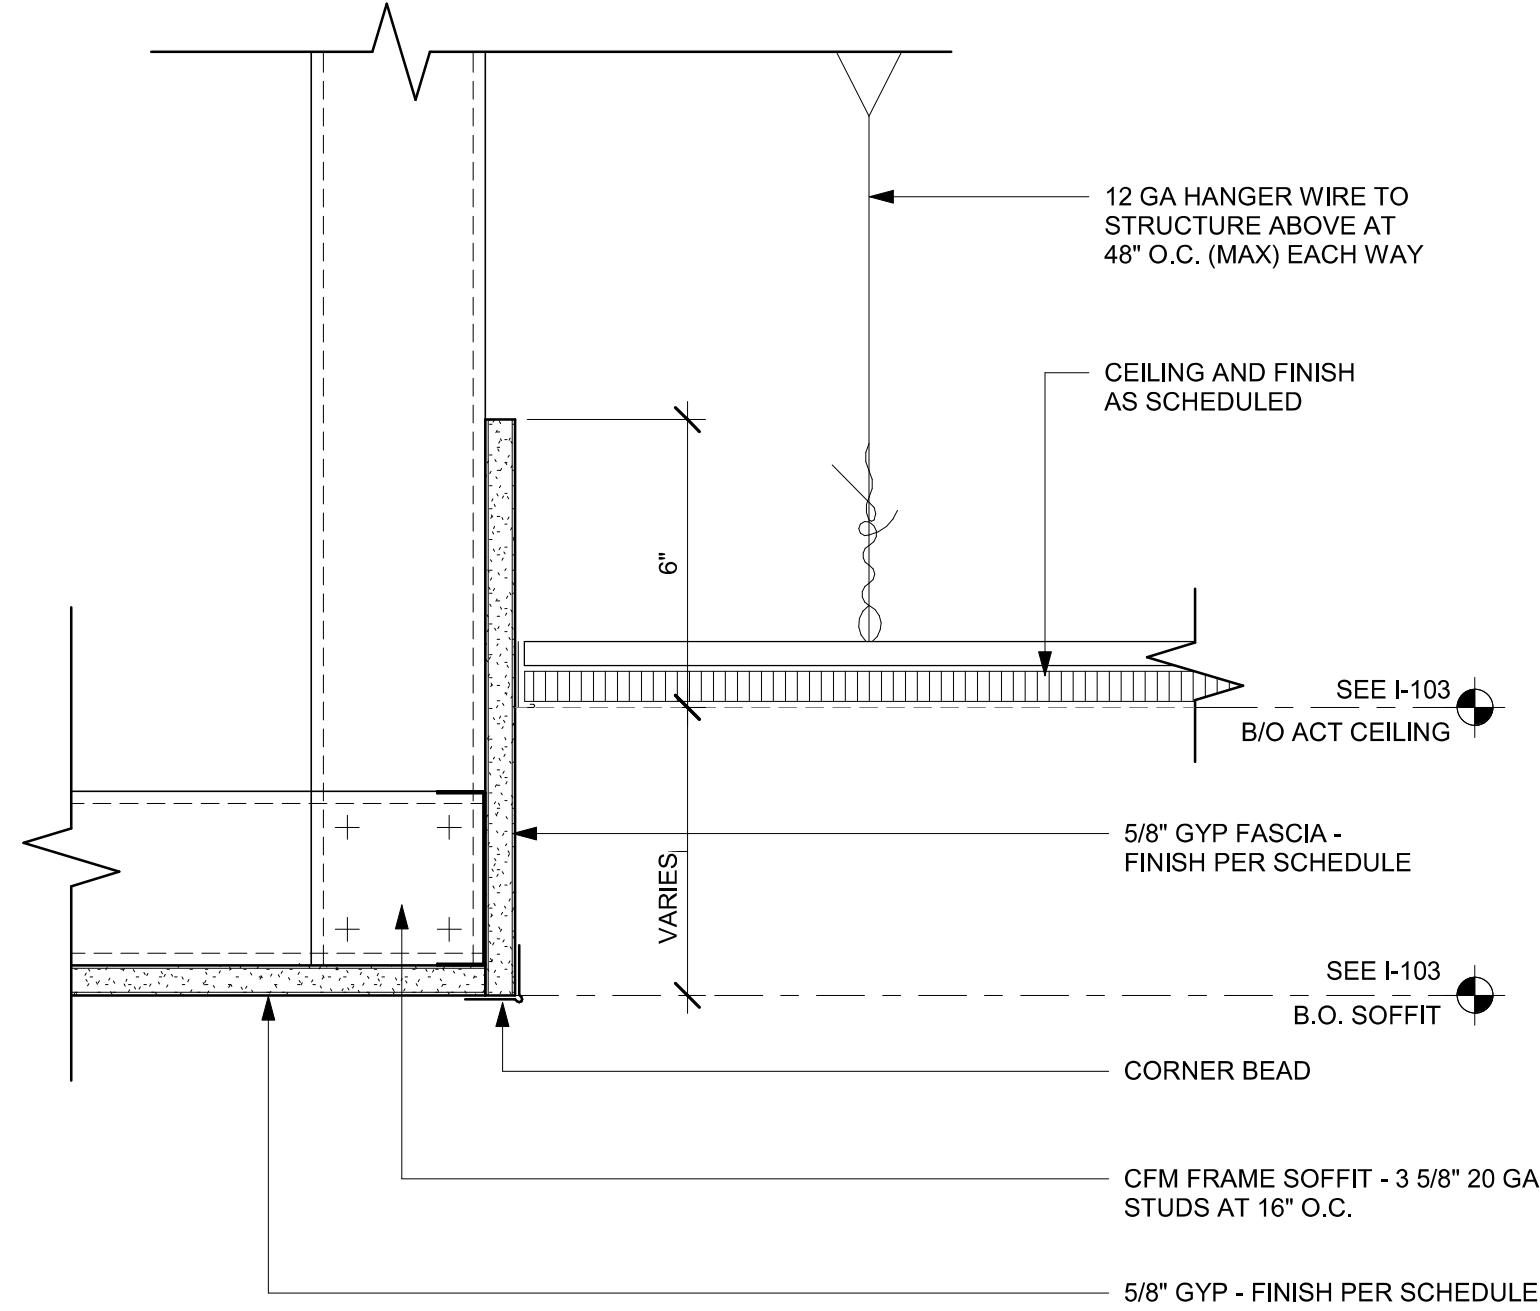 12 GA HANGER WIRE TO
STRUCTURE ABOVE AT
48" O.C. (MAX) EACH WAY
CEILING AND FINISH
AS SCHEDULED
6"
SEE I-103
B/O ACT CEILING
5/8" GYP FASCIA -
FINISH PER SCHEDULE
VARIES
SEE I-103
B.O. SOFFIT
CORNER BEAD
CFM FRAME SOFFIT - 3 5/8" 20 GA
STUDS AT 16" O.C.
5/8" GYP - FINISH PER SCHEDULE